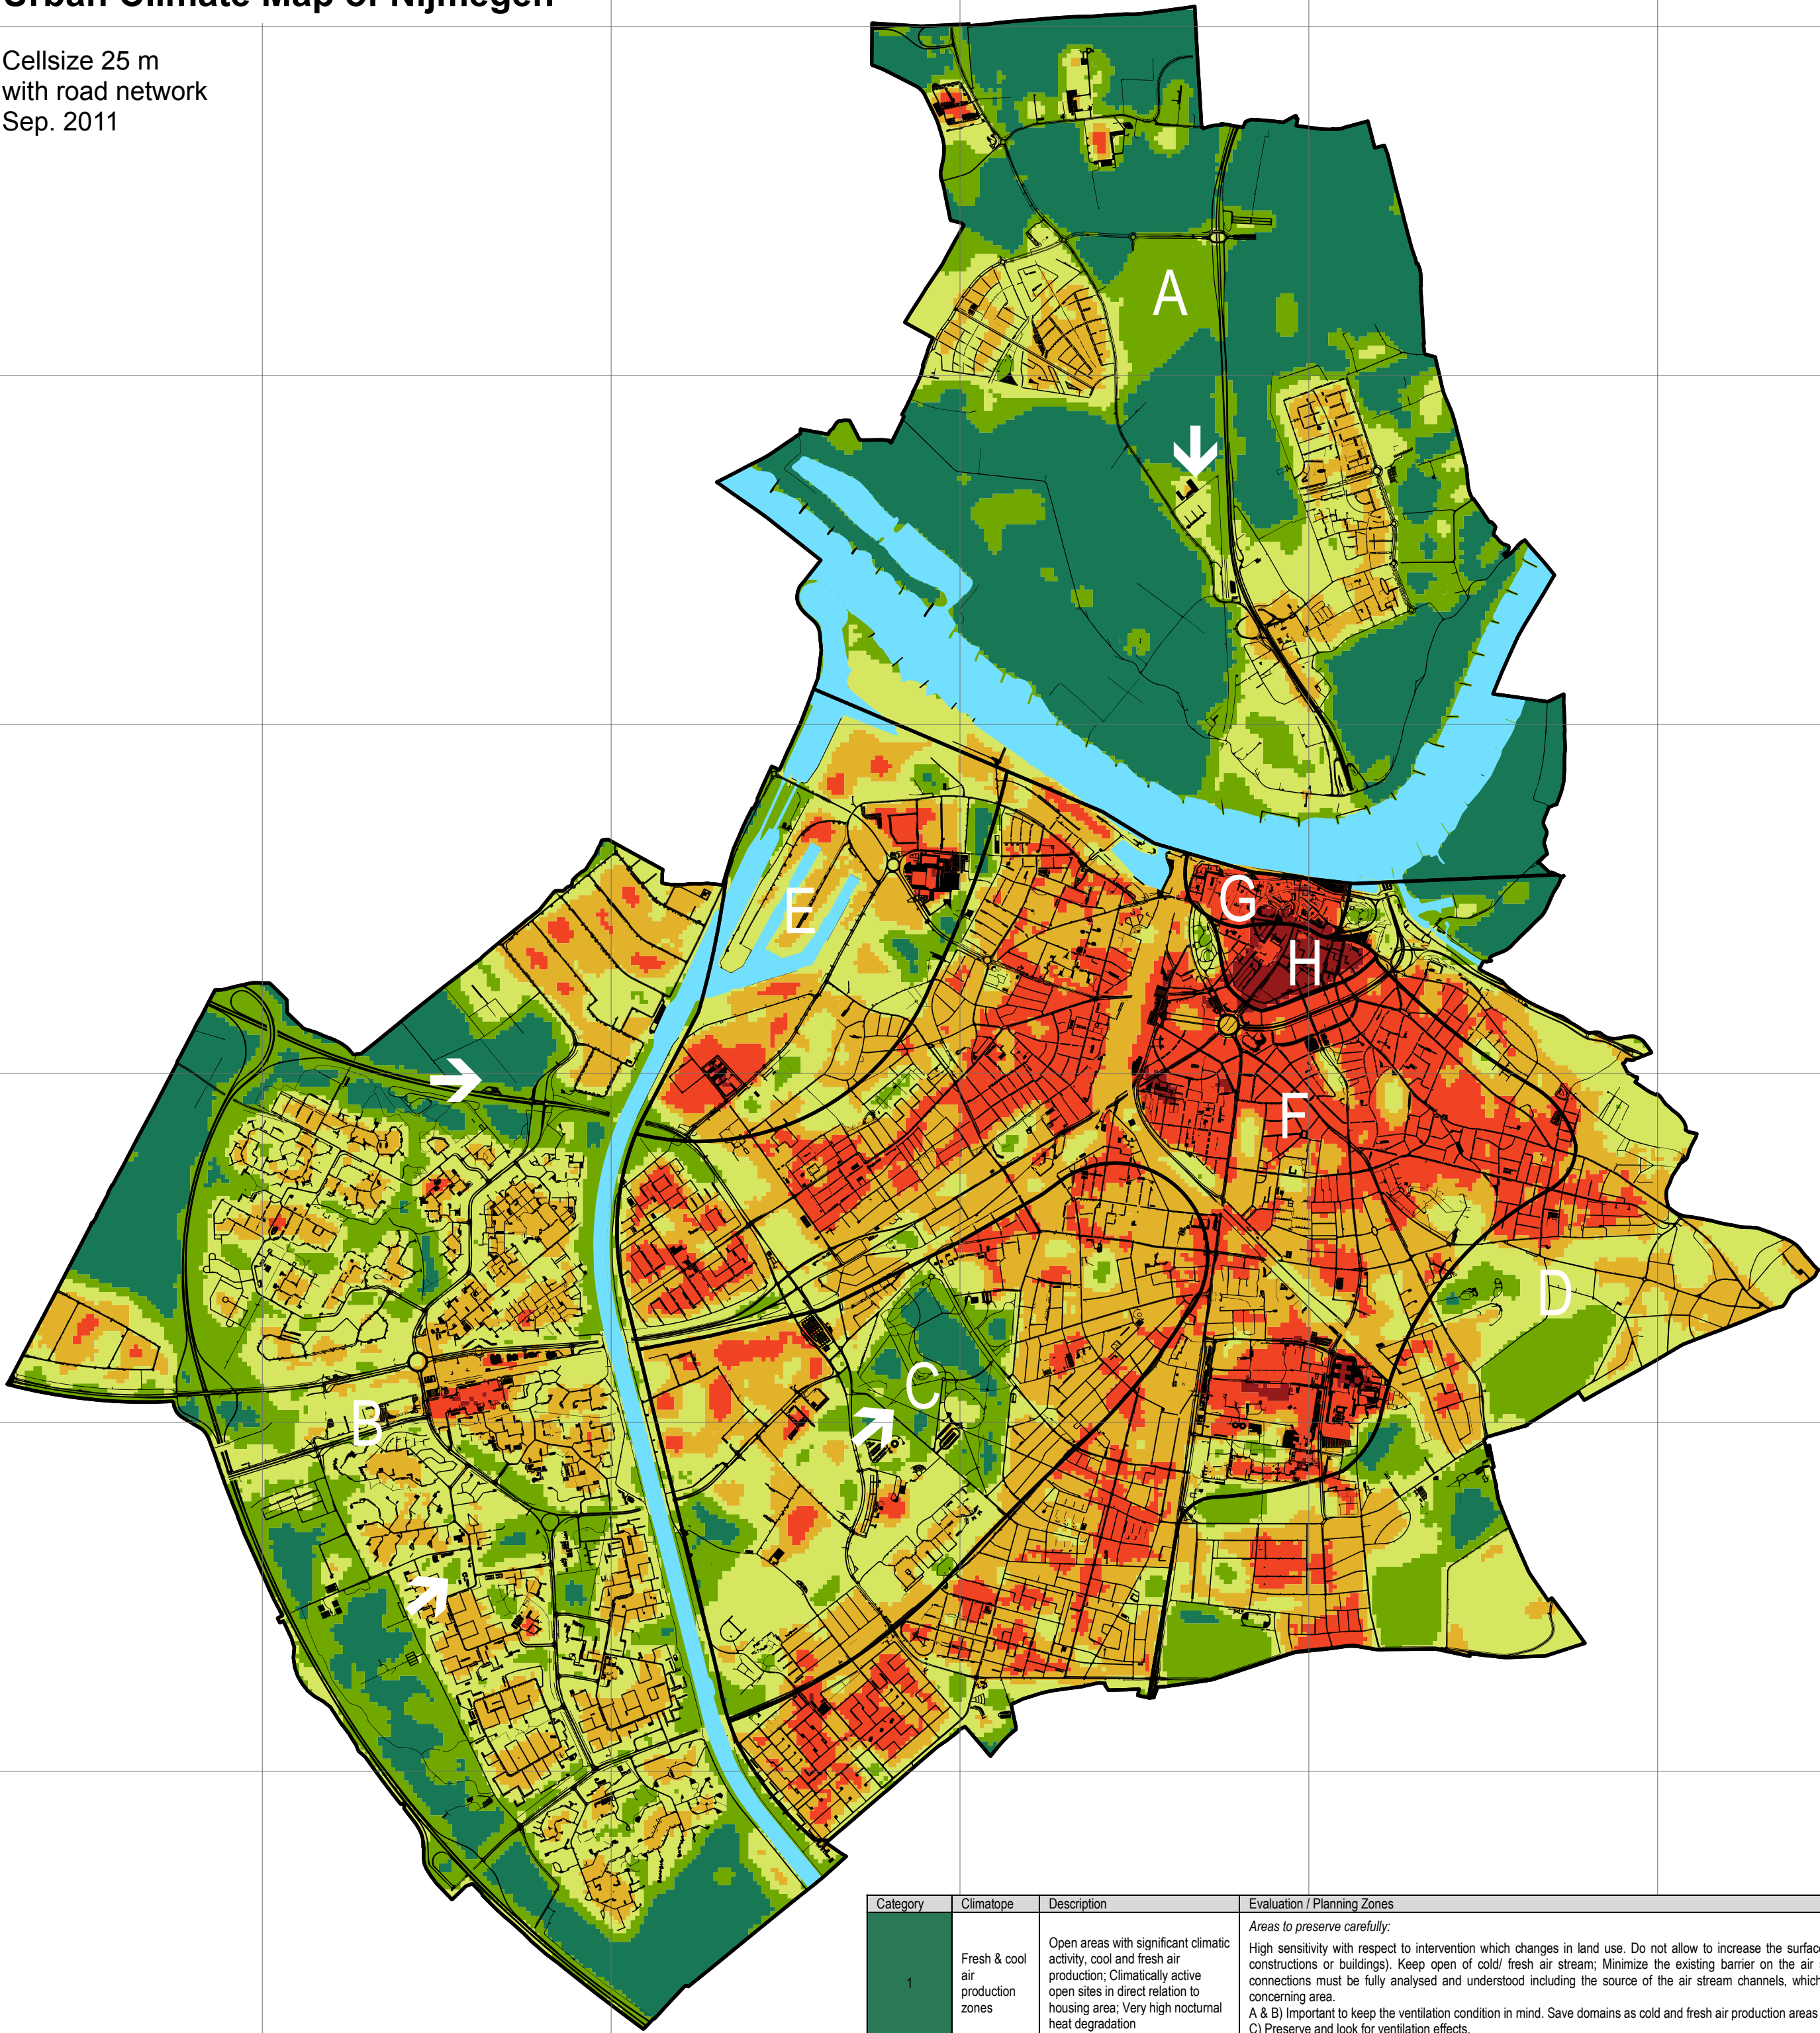 Urban Climate Map of Nijmegen
Cellsize 25 m
with road network
Sep. 2011
A
E
G
H
F
D
C
B
Category Climatope Description Evaluation / Planning Zones
1
Fresh & cool
air
production
zones
Open areas with significant climatic
activity, cool and fresh air
production; Climatically active
open sites in direct relation to
housing area; Very high nocturnal
heat degradation
Areas to preserve carefully:
High sensitivity with respect to intervention which changes in land use. Do not allow to increase the surface
constructions or buildings). Keep open of cold/ fresh air stream; Minimize the existing barrier on the air
connections must be fully analysed and understood including the source of the air stream channels, which
concerning area.
A & B) Important to keep the ventilation condition in mind. Save domains as cold and fresh air production areas
C) Preserve and look for ventilation effects.